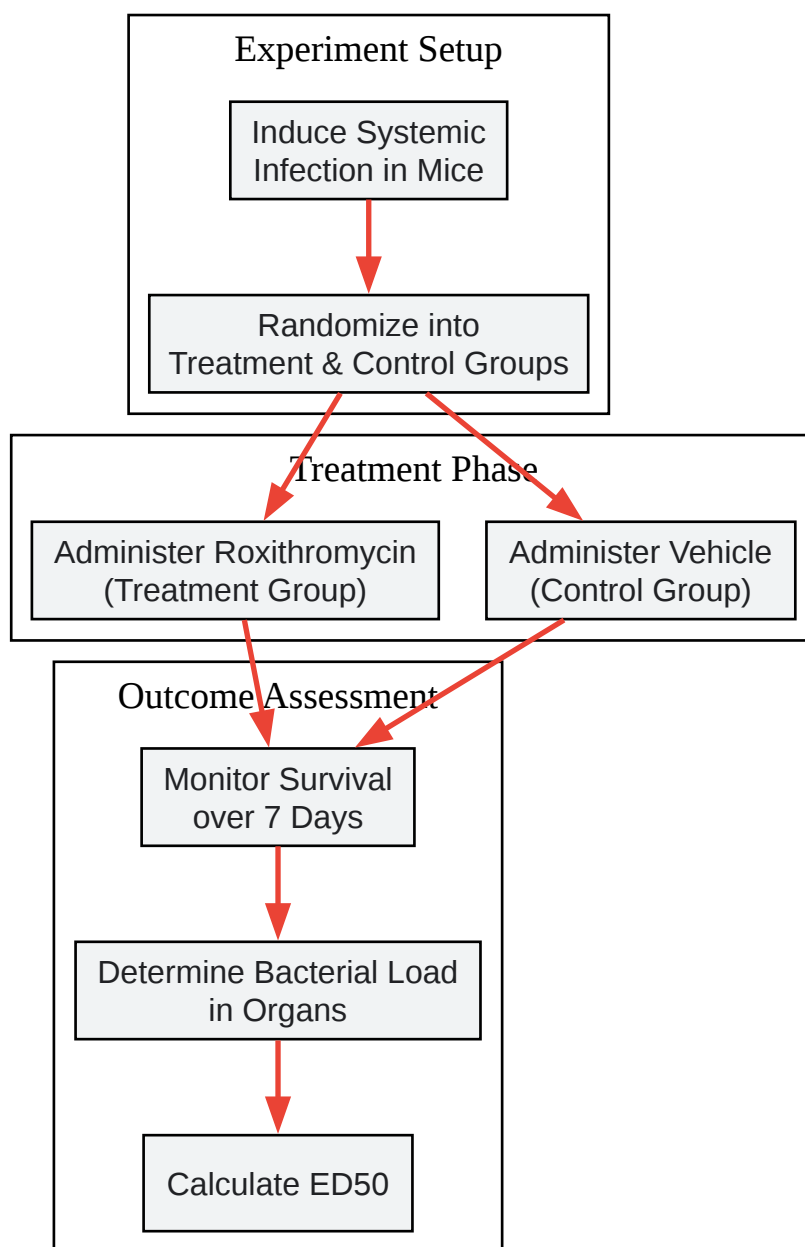 Experiment Setup
Induce Systemic
Infection in Mice
Randomize into
Treatment & Control Groups
Treatment Phase
Administer Roxithromycin
(Treatment Group)
Administer Vehicle
(Control Group)
Outcome Assessment
Monitor Survival
over 7 Days
Determine Bacterial Load
in Organs
Calculate ED50